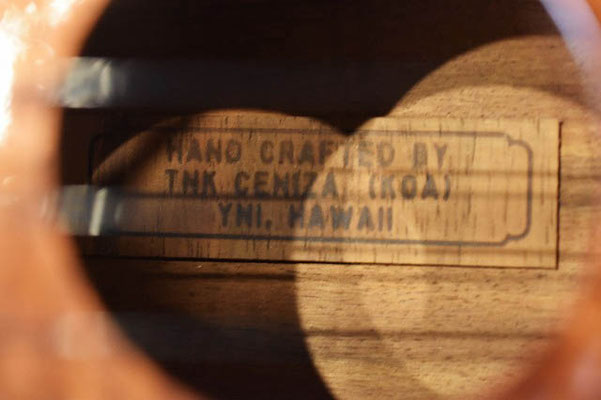 HAND CRAFTED BY
TNK CENIZA (KOA)
YNI, HAWAII